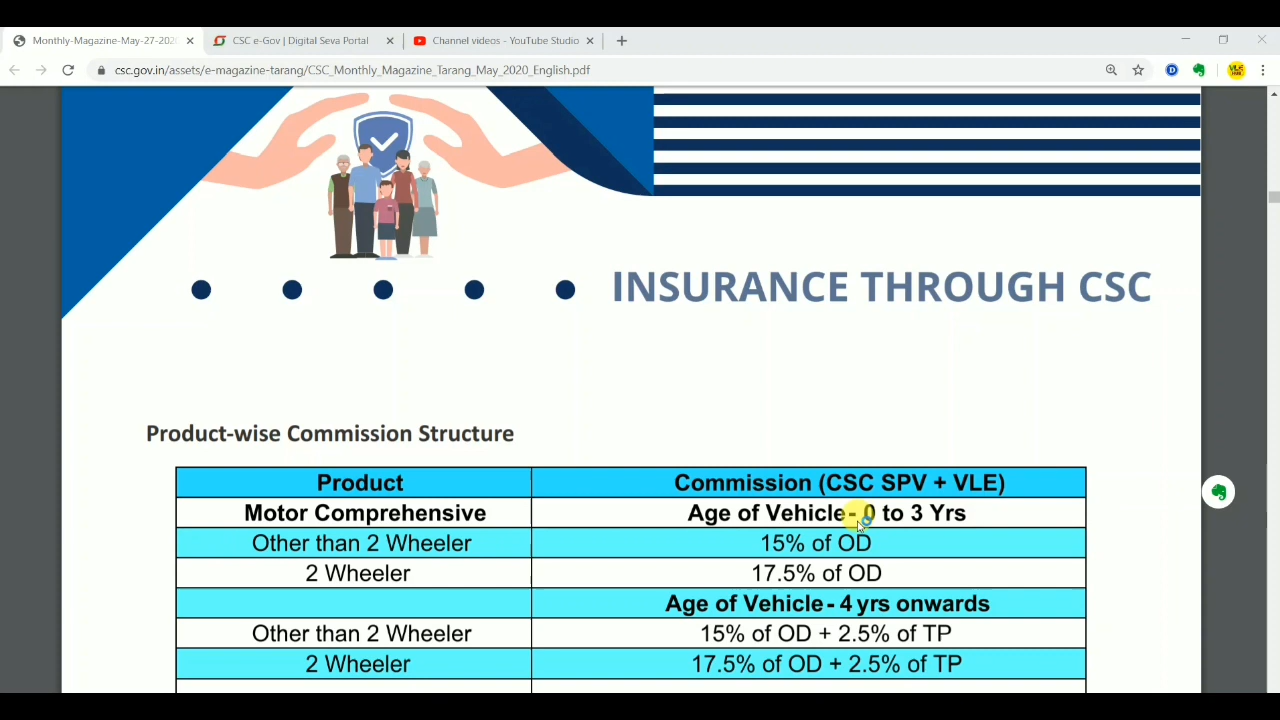 Monthly-Magazine-May-27-202
CSC e-Gov | Digital Seva Portal
Channel videos - YouTube Studio
csc.gov.in/assets/e-magazine-tarang/CSC_Monthly_Magazine_Tarang_May_2020_English.pdf
INSURANCE THROUGH CSC
Product-wise Commission Structure
Product Commission (CSC SPV + VLE)
Motor Comprehensive Age of Vehicle - 0 to 3 Yrs
Other than 2 Wheeler 15% of OD
2 Wheeler 17.5% of OD
Age of Vehicle - 4 yrs onwards
Other than 2 Wheeler 15% of OD + 2.5% of TP
2 Wheeler 17.5% of OD + 2.5% of TP